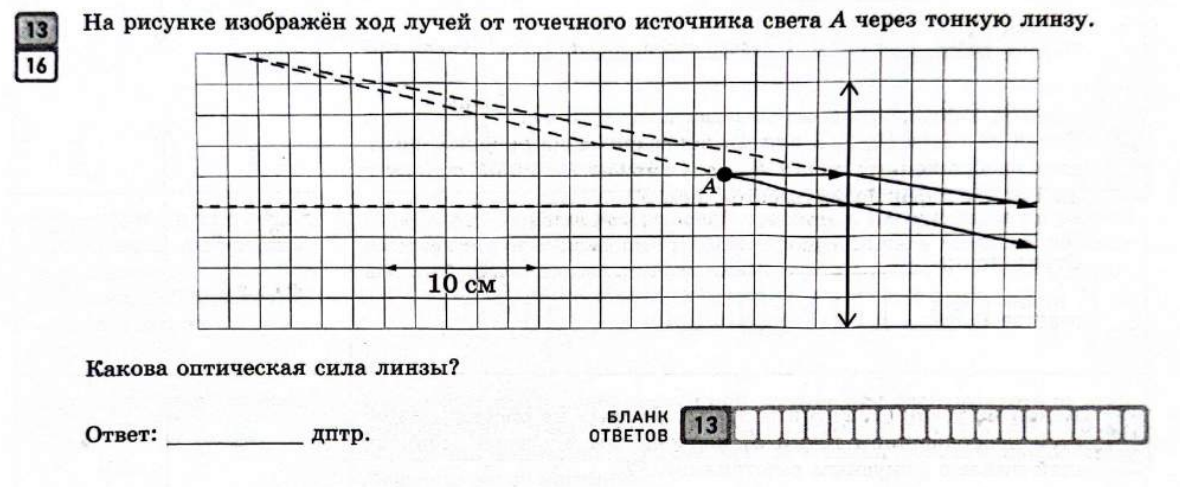 13
16
На рисунке изображён ход лучей от точечного источника света А через тонкую линзу.
А
10 см
Какова оптическая сила линзы?
Ответ: __________ дптр.
БЛАНК
ОТВЕТОВ
13